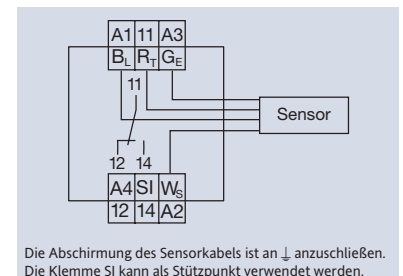 A1 11 A3
BL RT GE
11
Sensor
12 14
A4 SI WS
12 14 A2
Die Abschirmung des Sensorkabels ist an ⏊ anzuschließen.
Die Klemme SI kann als Stützpunkt verwendet werden.